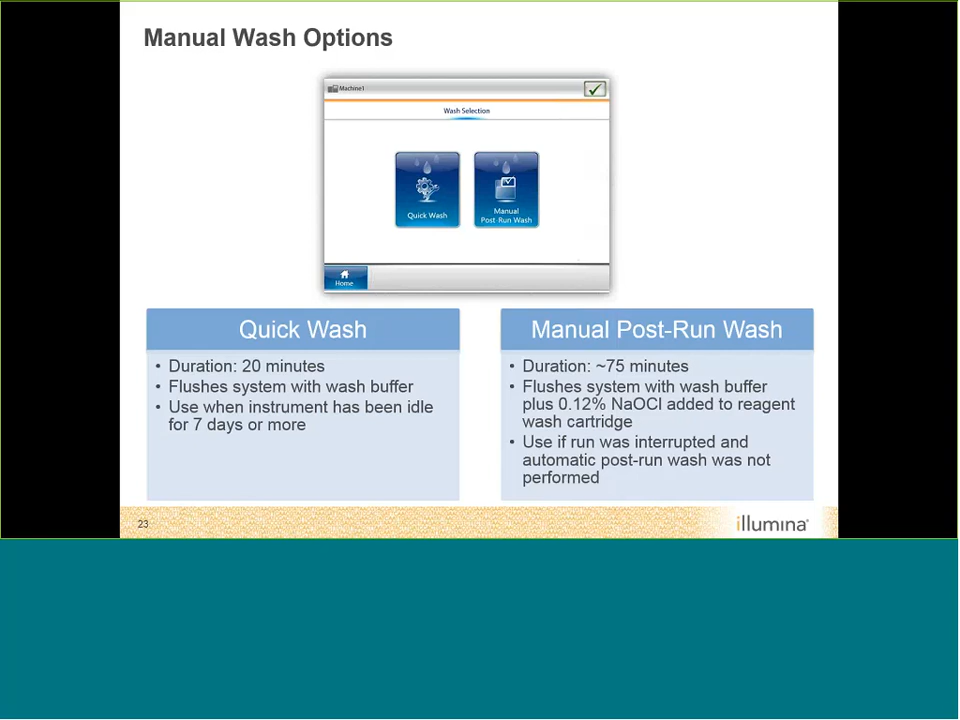 Manual Wash Options
Machine1
Wash Selection
Quick Wash
Manual
Post-Run Wash
Home
Quick Wash
• Duration: 20 minutes
• Flushes system with wash buffer
• Use when instrument has been idle
for 7 days or more
Manual Post-Run Wash
• Duration: ~75 minutes
• Flushes system with wash buffer
plus 0.12% NaOCl added to reagent
wash cartridge
• Use if run was interrupted and
automatic post-run wash was not
performed
23
illumina®